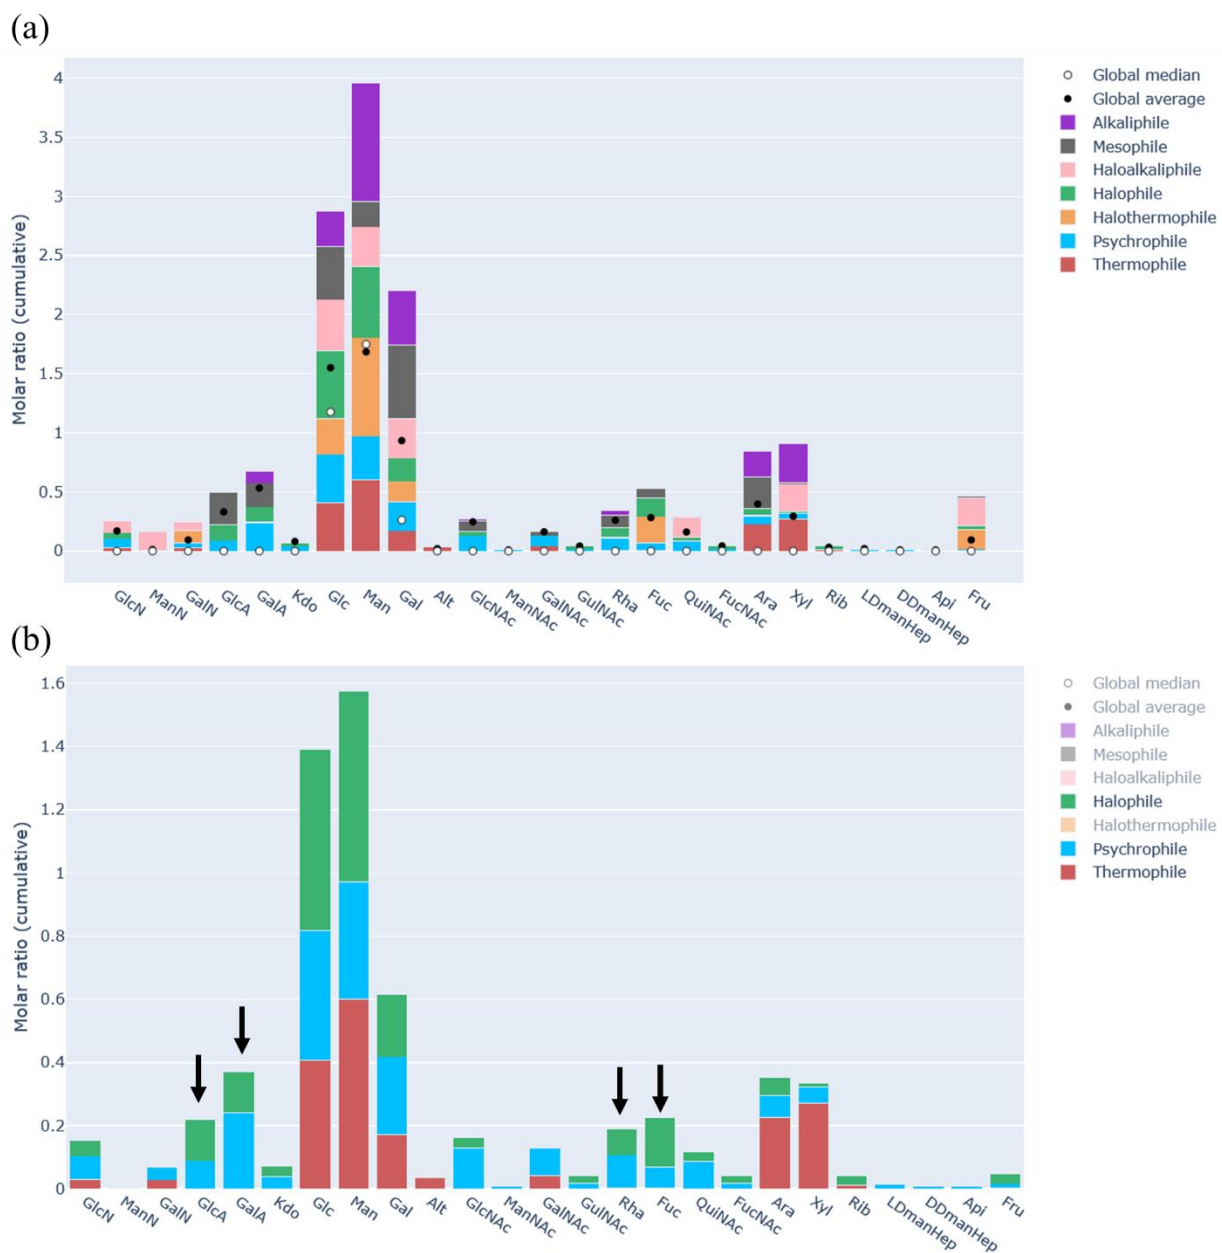 (a)
4
3.5
3
2.5
2
1.5
1
0.5
0
Molar ratio (cumulative)
GlcN
ManN
GalN
GlcA
GalA
Kdo
Glc
Man
Gal
Alt
GlcNAc
ManNAc
GalNAc
GulNAc
Rha
Fuc
QuiNAc
FucNAc
Ara
Xyl
Rib
LDmanHep
DDmanHep
Api
Fru
Global median
Global average
Alkaliphile
Mesophile
Haloalkaliphile
Halophile
Halothermophile
Psychrophile
Thermophile
(b)
1.6
1.4
1.2
1
0.8
0.6
0.4
0.2
0
Molar ratio (cumulative)
GlcN
ManN
GalN
GlcA
GalA
Kdo
Glc
Man
Gal
Alt
GlcNAc
ManNAc
GalNAc
GulNAc
Rha
Fuc
QuiNAc
FucNAc
Ara
Xyl
Rib
LDmanHep
DDmanHep
Api
Fru
Global median
Global average
Alkaliphile
Mesophile
Haloalkaliphile
Halophile
Halothermophile
Psychrophile
Thermophile